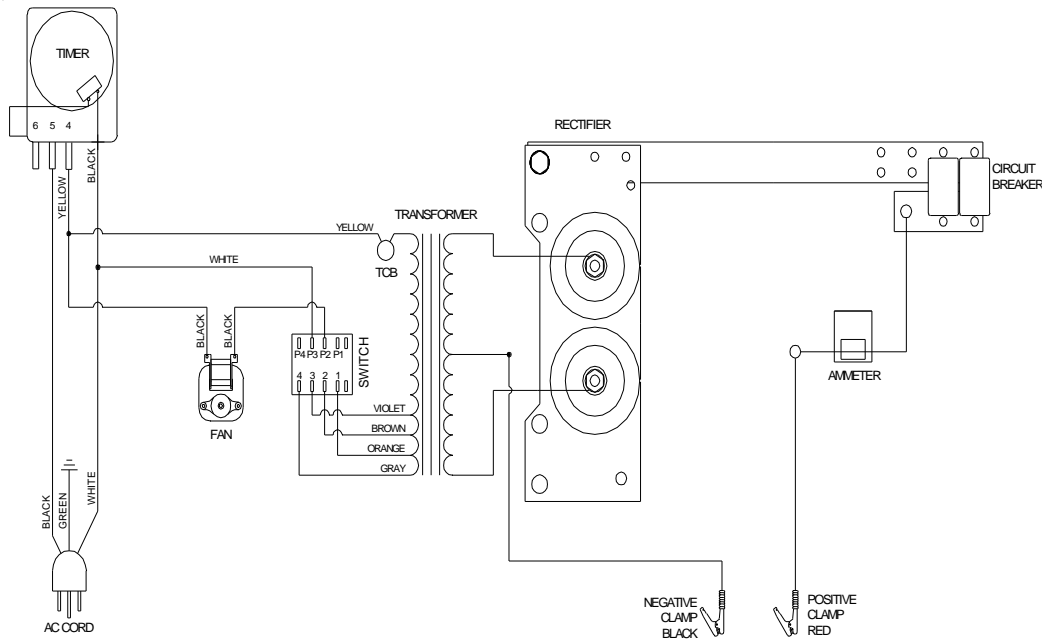 TIMER
6 5 4
BLACK
YELLOW
RECTIFIER
CIRCUIT
BREAKER
TRANSFORMER
YELLOW
TCB
WHITE
BLACK
BLACK
P4 P3 P2 P1
4 3 2 1
SWITCH
FAN
VIOLET
BROWN
ORANGE
GRAY
AMMETER
BLACK
GREEN
WHITE
AC CORD
NEGATIVE
CLAMP
BLACK
POSITIVE
CLAMP
RED